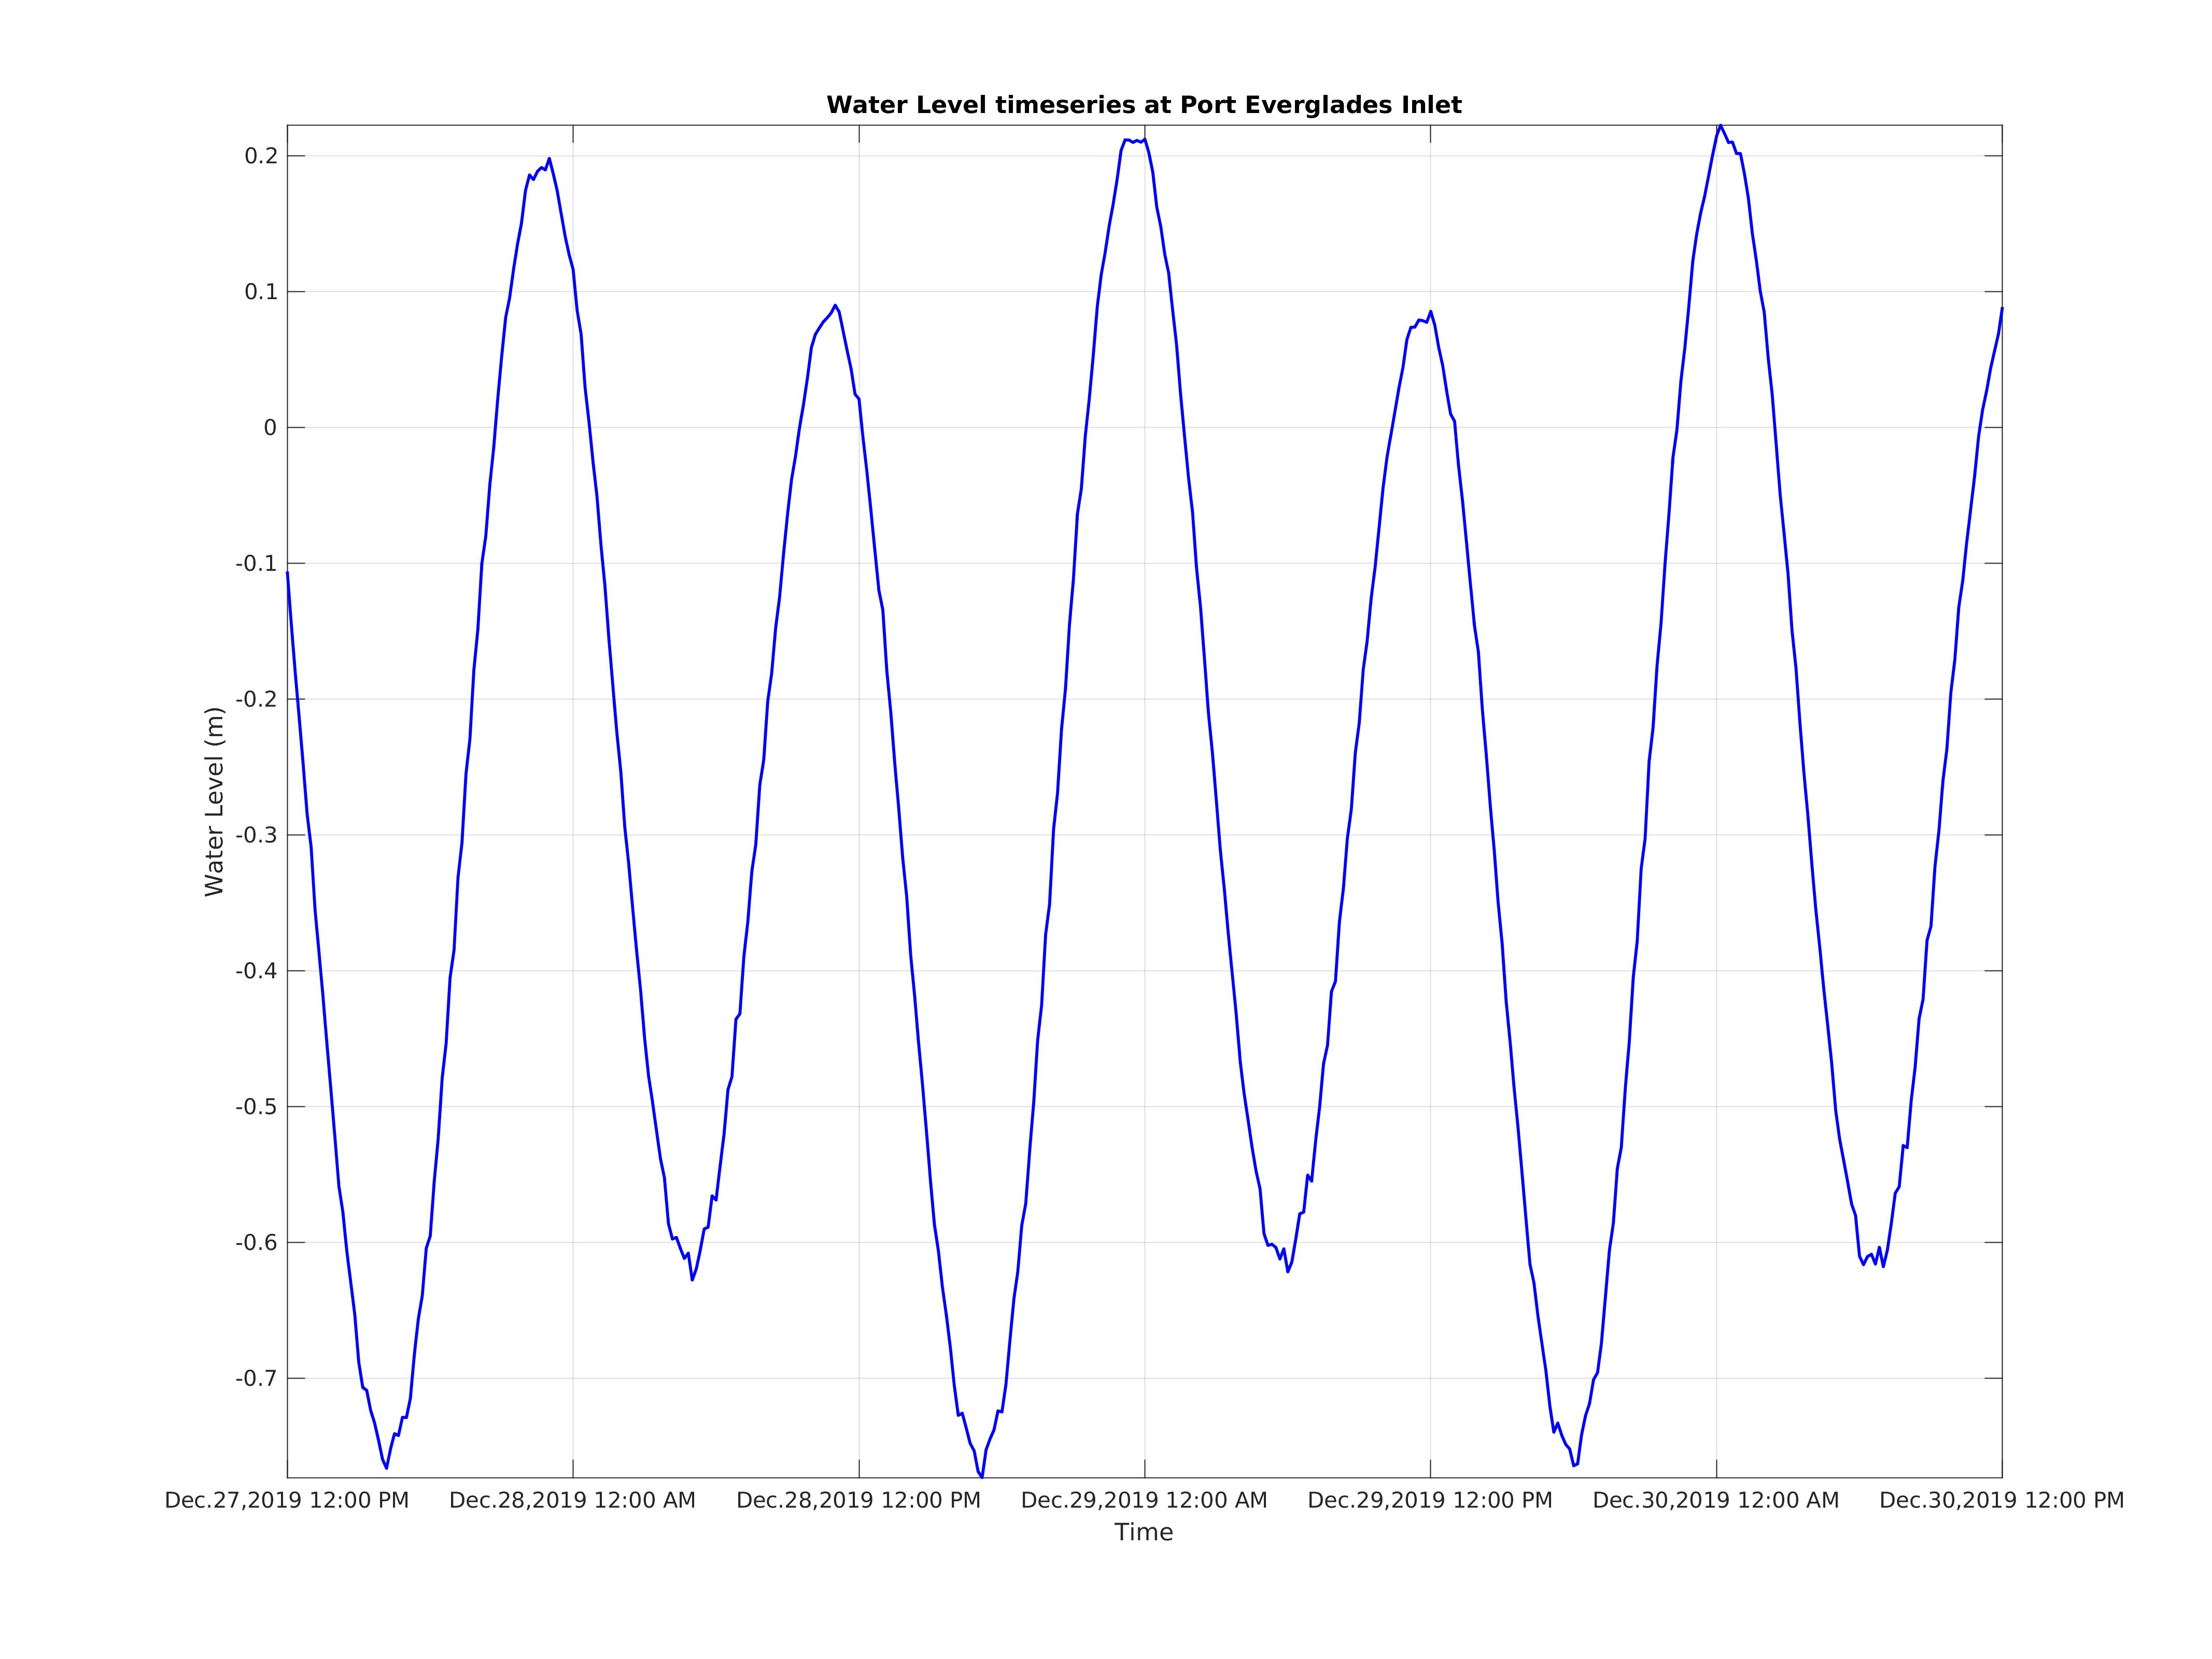 Water Level timeseries at Port Everglades Inlet
0.2
0.1
0
-0.1
-0.2
-0.3
-0.4
-0.5
-0.6
-0.7
Water Level (m)
Dec.27,2019 12:00 PM Dec.28,2019 12:00 AM Dec.28,2019 12:00 PM Dec.29,2019 12:00 AM Dec.29,2019 12:00 PM Dec.30,2019 12:00 AM Dec.30,2019 12:00 PM
Time